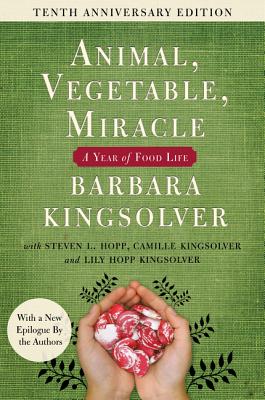 TENTH ANNIVERSARY EDITION
ANIMAL,
VEGETABLE,
MIRACLE
A YEAR of FOOD LIFE
BARBARA
KINGSOLVER
with STEVEN L. HOPP, CAMILLE KINGSOLVER
and LILY HOPP KINGSOLVER
With a New
Epilogue By
the Authors